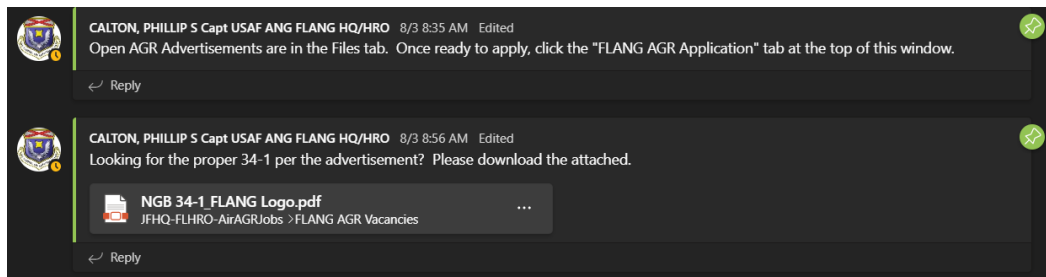 CALTON, PHILLIP S Capt USAF ANG FLANG HQ/HRO 8/3 8:35 AM Edited
Open AGR Advertisements are in the Files tab. Once ready to apply, click the "FLANG AGR Application" tab at the top of this window.
Reply
CALTON, PHILLIP S Capt USAF ANG FLANG HQ/HRO 8/3 8:56 AM Edited
Looking for the proper 34-1 per the advertisement? Please download the attached.
NGB 34-1_FLANG Logo.pdf
...
JFHQ-FLHRO-AirAGRJobs >FLANG AGR Vacancies
Reply